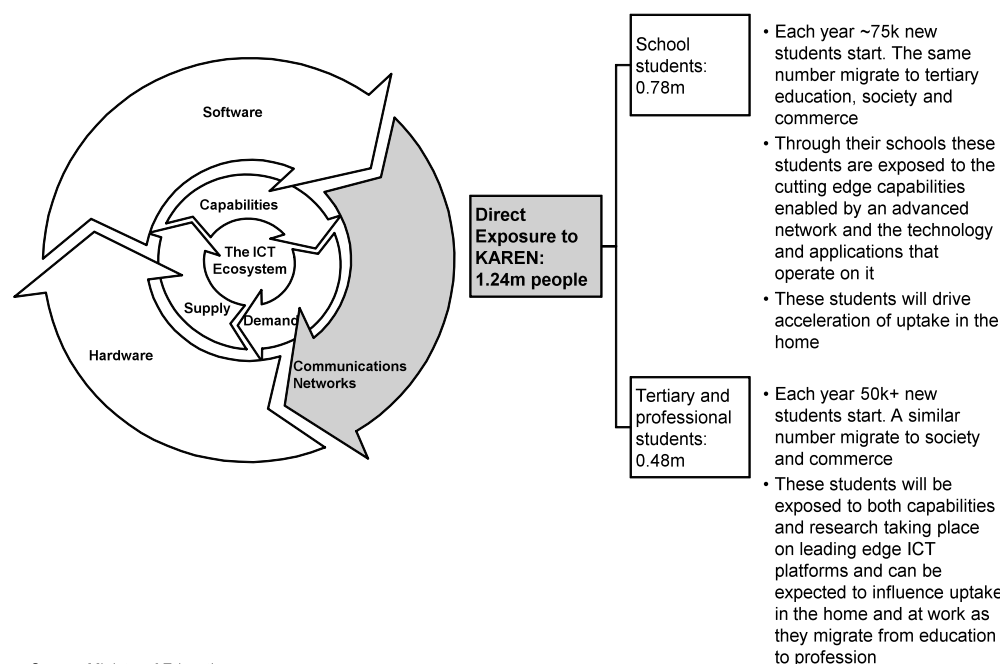 Software
Capabilities
The ICT
Ecosystem
Supply
Demand
Hardware
Communications
Networks
Direct
Exposure to
KAREN:
1.24m people
School
students:
0.78m
• Each year ~75k new
students start. The same
number migrate to tertiary
education, society and
commerce
• Through their schools these
students are exposed to the
cutting edge capabilities
enabled by an advanced
network and the technology
and applications that
operate on it
• These students will drive
acceleration of uptake in the
home
Tertiary and
professional
students:
0.48m
• Each year 50k+ new
students start. A similar
number migrate to society
and commerce
• These students will be
exposed to both capabilities
and research taking place
on leading edge ICT
platforms and can be
expected to influence uptake
in the home and at work as
they migrate from education
to profession